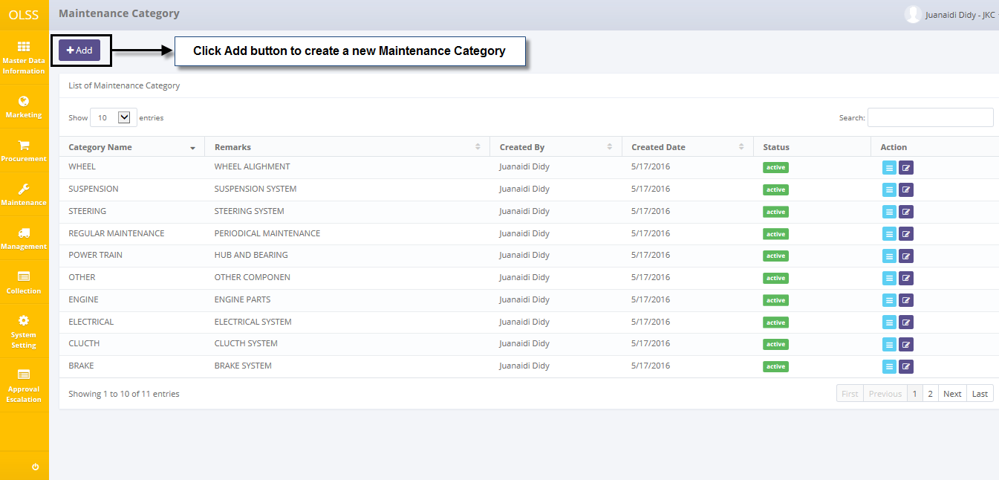 OLSS
Maintenance Category
Juanaidi Didy - JKC
Add
Click Add button to create a new Maintenance Category
Master Data
Information
Marketing
Procurement
Maintenance
Management
Collection
System
Setting
Approval
Escalation
List of Maintenance Category
Show 10 entries
Search:
Category Name Remarks Created By Created Date Status Action
WHEEL WHEEL ALIGHMENT Juanaidi Didy 5/17/2016 active
SUSPENSION SUSPENSION SYSTEM Juanaidi Didy 5/17/2016 active
STEERING STEERING SYSTEM Juanaidi Didy 5/17/2016 active
REGULAR MAINTENANCE PERIODICAL MAINTENANCE Juanaidi Didy 5/17/2016 active
POWER TRAIN HUB AND BEARING Juanaidi Didy 5/17/2016 active
OTHER OTHER COMPONEN Juanaidi Didy 5/17/2016 active
ENGINE ENGINE PARTS Juanaidi Didy 5/17/2016 active
ELECTRICAL ELECTRICAL SYSTEM Juanaidi Didy 5/17/2016 active
CLUCTH CLUCTH SYSTEM Juanaidi Didy 5/17/2016 active
BRAKE BRAKE SYSTEM Juanaidi Didy 5/17/2016 active
Showing 1 to 10 of 11 entries
First Previous 1 2 Next Last